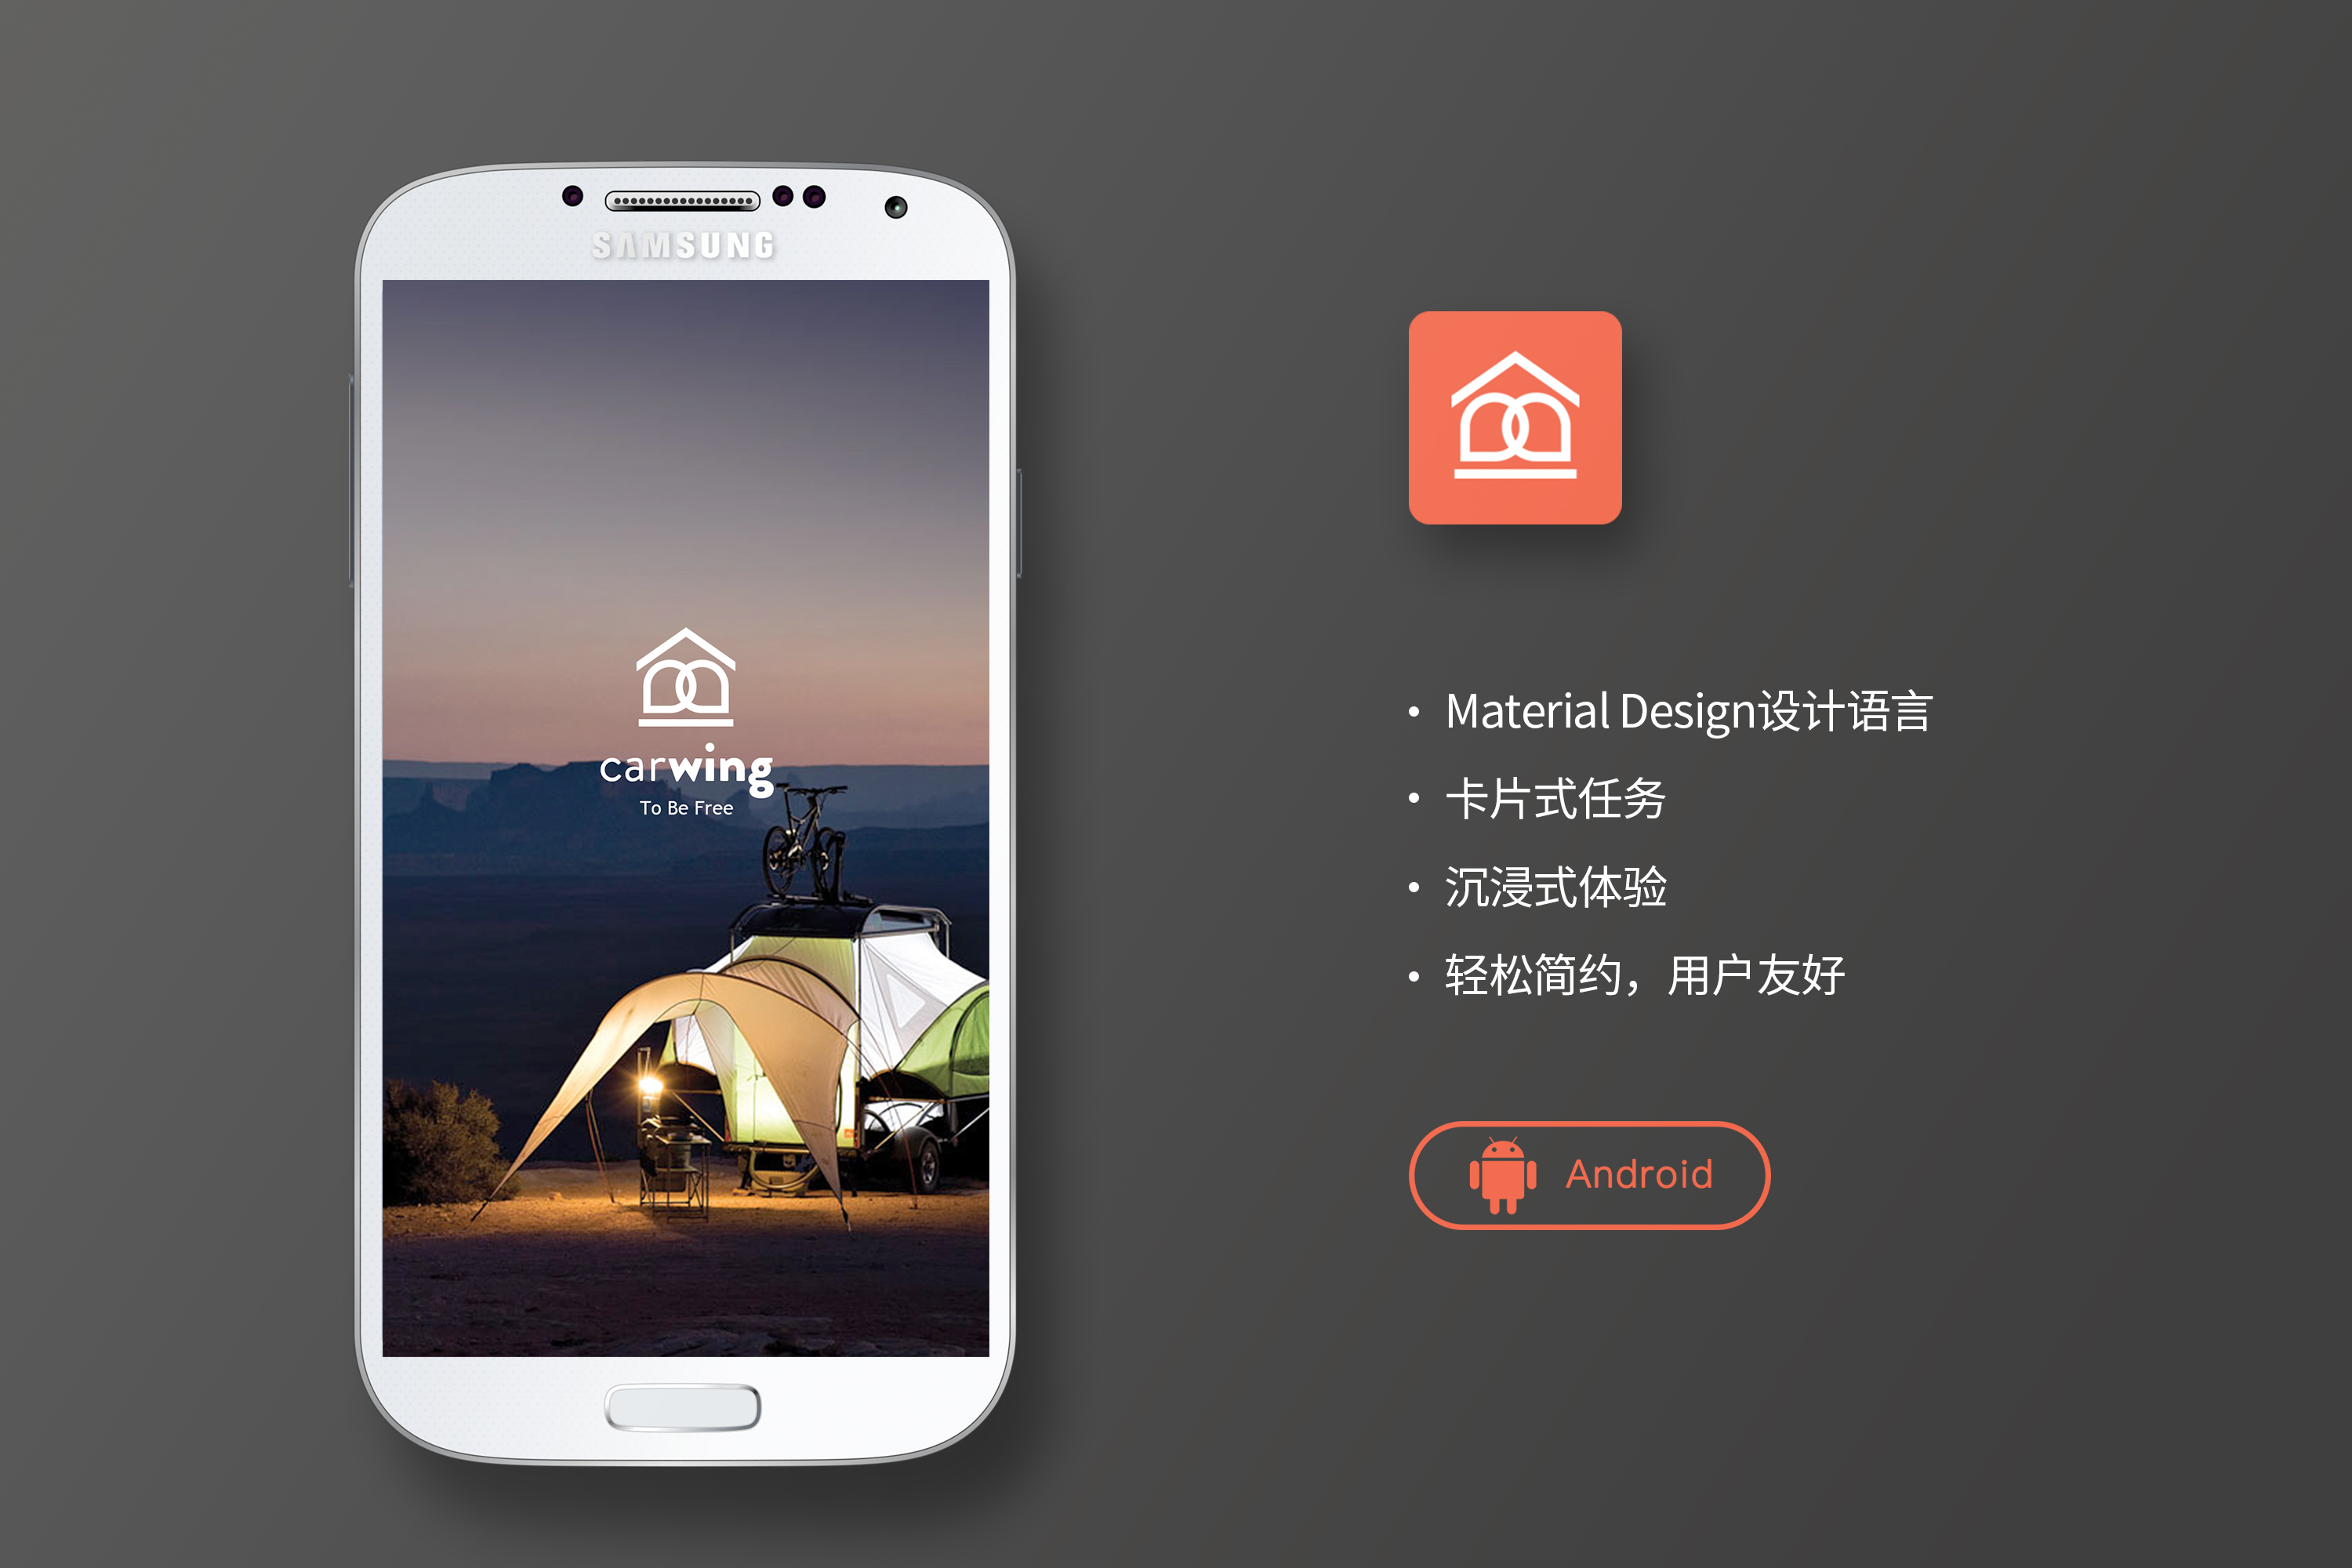 SAMSUNG
carwing
To Be Free
• Material Design设计语言
• 卡片式任务
• 沉浸式体验
• 轻松简约，用户友好
Android